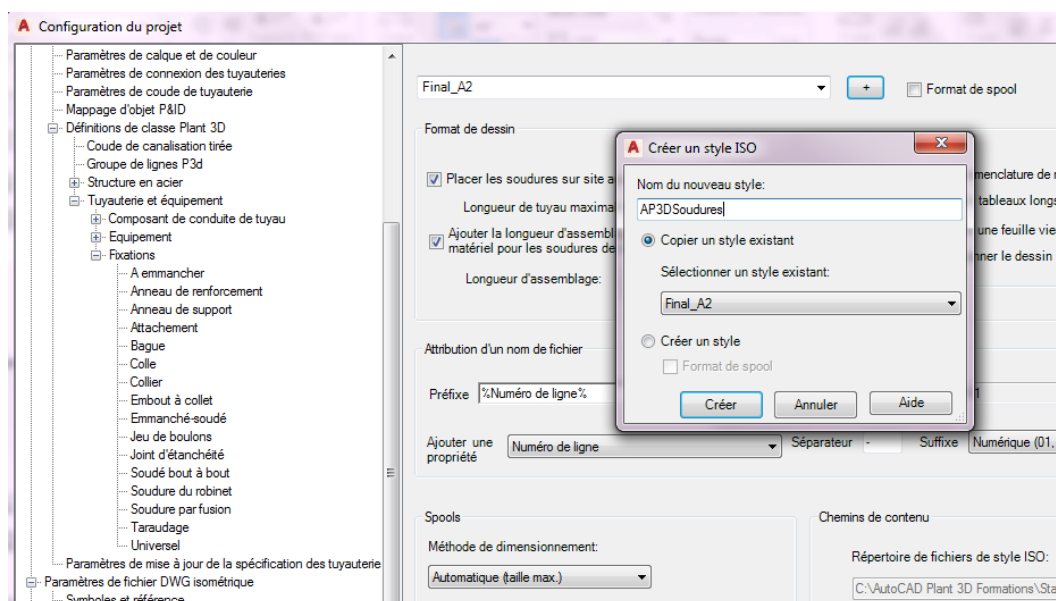 Configuration du projet
Paramètres de calque et de couleur
Paramètres de connexion des tuyauteries
Paramètres de coude de tuyauterie
Mappage d'objet P&ID
Définitions de classe Plant 3D
Coude de canalisation tirée
Groupe de lignes P3d
Structure en acier
Tuyauterie et équipement
Composant de conduite de tuyau
Equipement
Fixations
A emmancher
Anneau de renforcement
Anneau de support
Attachement
Bague
Colle
Collier
Embout à collet
Emmanché-soudé
Jeu de boulons
Joint d'étanchéité
Soudé bout à bout
Soudure du robinet
Soudure par fusion
Taraudage
Universel
Paramètres de mise à jour de la spécification des tuyauterie
Paramètres de fichier DWG isométrique
Symboles et référence
Final_A2
+
Format de spool
Format de dessin
Placer les soudures sur site a
Longueur de tuyau maxima
Ajouter la longueur d'assembl
matériel pour les soudures de
Longueur d'assemblage:
nenclature de
tableaux longs
une feuille vie
ner le dessin
Créer un style ISO
Nom du nouveau style:
AP3DSoudures
Copier un style existant
Sélectionner un style existant:
Final_A2
Créer un style
Format de spool
Créer
Annuler
Aide
Attribution d'un nom de fichier
Préfixe %Numéro de ligne%
Ajouter une
propriété
Numéro de ligne
Séparateur - Suffixe Numérique (01,
Spools
Méthode de dimensionnement:
Automatique (taille max.)
Chemins de contenu
Répertoire de fichiers de style ISO:
C:\AutoCAD Plant 3D Formations\Sta